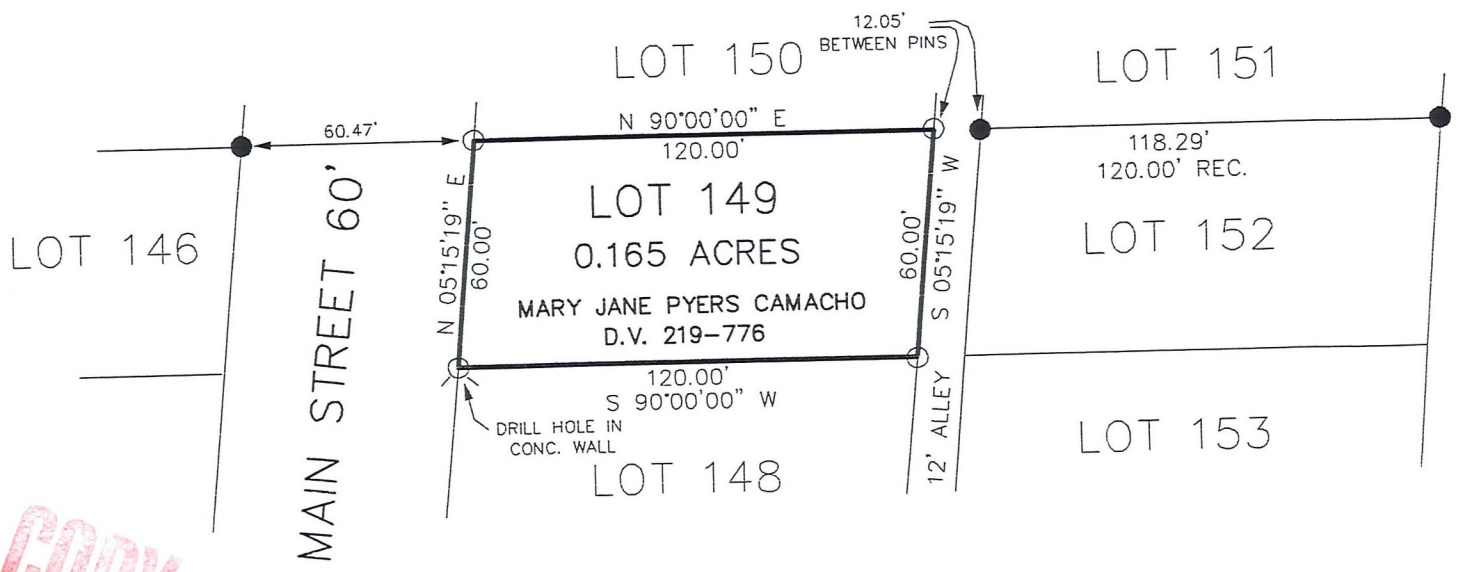 12.05'
BETWEEN PINS
LOT 150
LOT 151
60.47'
N 90°00'00" E
120.00'
118.29'
120.00' REC.
LOT 146
MAIN STREET 60'
N 05°15'19" E
60.00'
LOT 149
0.165 ACRES
MARY JANE PYERS CAMACHO
D.V. 219-776
60.00'
S 05°15'19" W
12' ALLEY
LOT 152
120.00'
S 90°00'00" W
DRILL HOLE IN
CONC. WALL
LOT 148
LOT 153
COPY